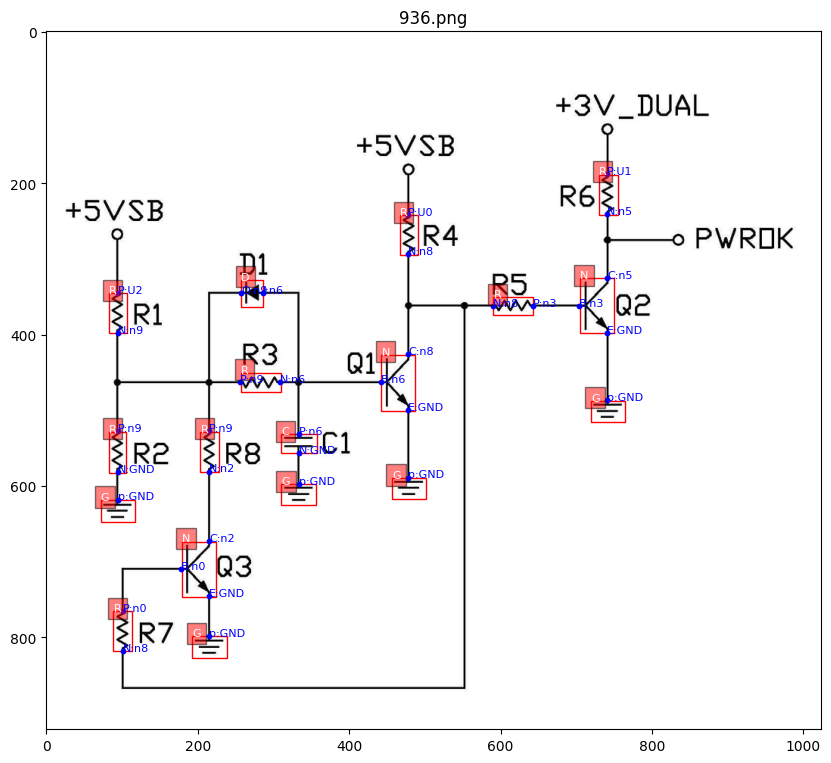 936.png
0
200
400
600
800
0
200
400
600
800
1000
+3V_DUAL
R
P:U1
R6
N:n5
PWROK
+5VSB
R
P:U0
R4
N:n8
+5VSB
R
P:U2
R1
N:n9
D1
D
P:n6
R3
R
P:n9
N:n6
Q1
N
C:n8
B:n6
E:GND
R5
R
N:n8
P:n3
N
C:n5
B:n3
Q2
E:GND
G
p:GND
R
P:n9
R2
N:GND
R
P:n9
R8
N:n2
C
P:n6
C1
N:GND
G
p:GND
G
p:GND
G
p:GND
N
C:n2
B:n0
Q3
E:GND
G
p:GND
R
P:n0
R7
N:n8